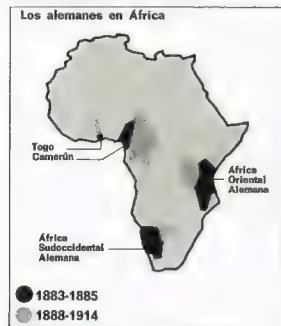 Los alemanes en África
Togo
Camerún
África
Oriental
Alemana
África
Sudoccidental
Alemana
1883-1885
1888-1914